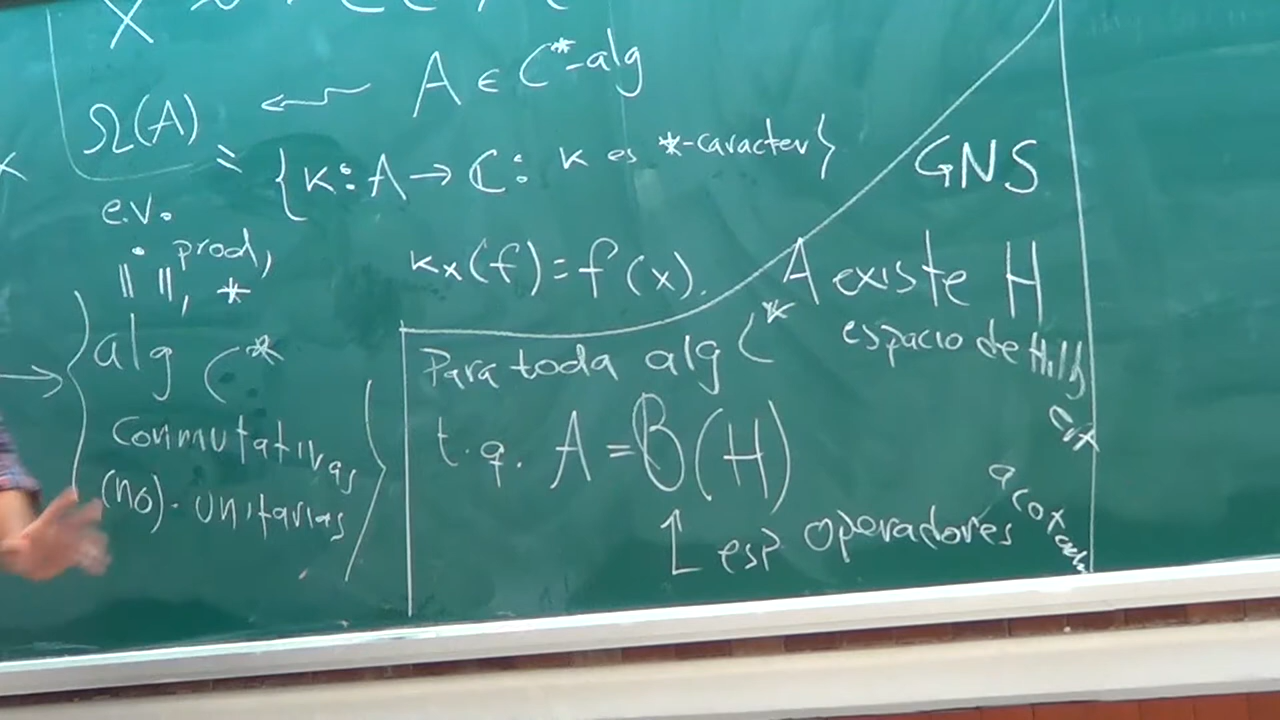 A ∈ C*-alg
Ω(A)
= {κ: A → ℂ: κ es *-caracter}
e.v.
prod,
‖·‖, *
alg C*
Conmutativas
(no)-unitarias
κx(f) = f(x).
GNS
Para toda alg C* A existe H
espacio de Hilb
t.q. A = B(H)
esp operadores
acotad